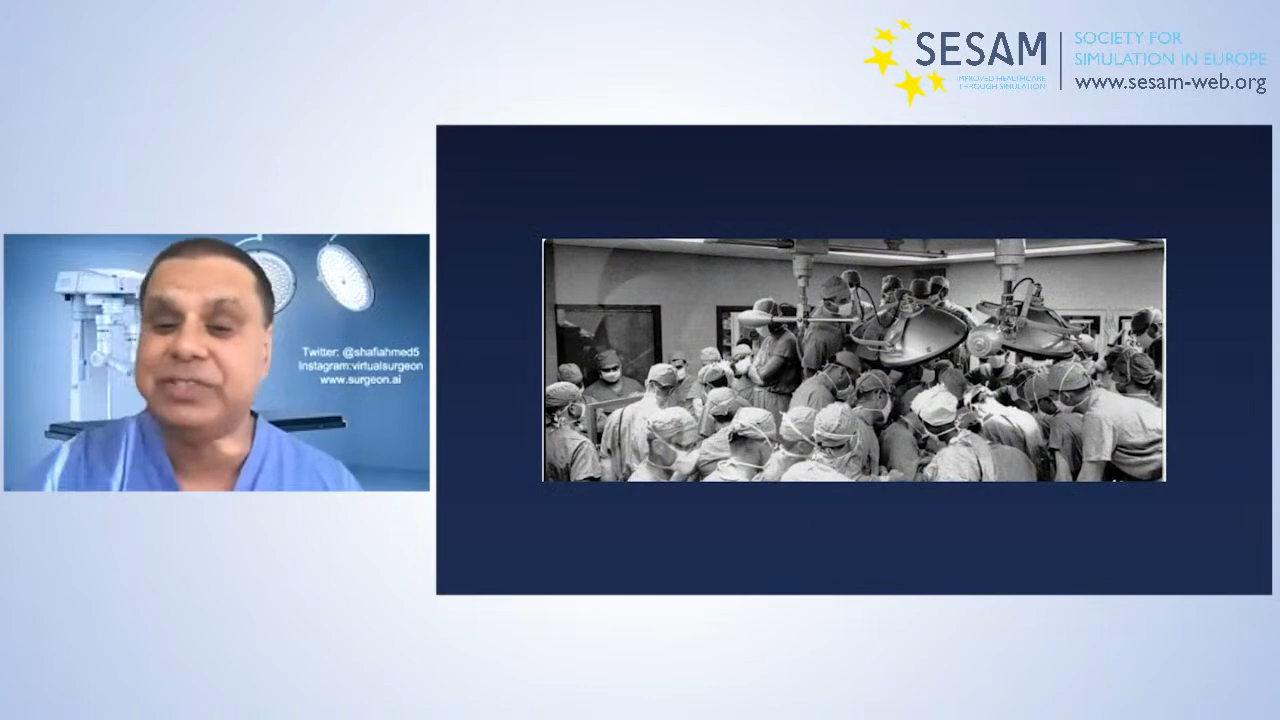 SESAM
IMPROVED HEALTHCARE
THROUGH SIMULATION
SOCIETY FOR
SIMULATION IN EUROPE
www.sesam-web.org
Twitter: @shafiahmed5
Instagram:virtualsurgeon
www.surgeon.ai